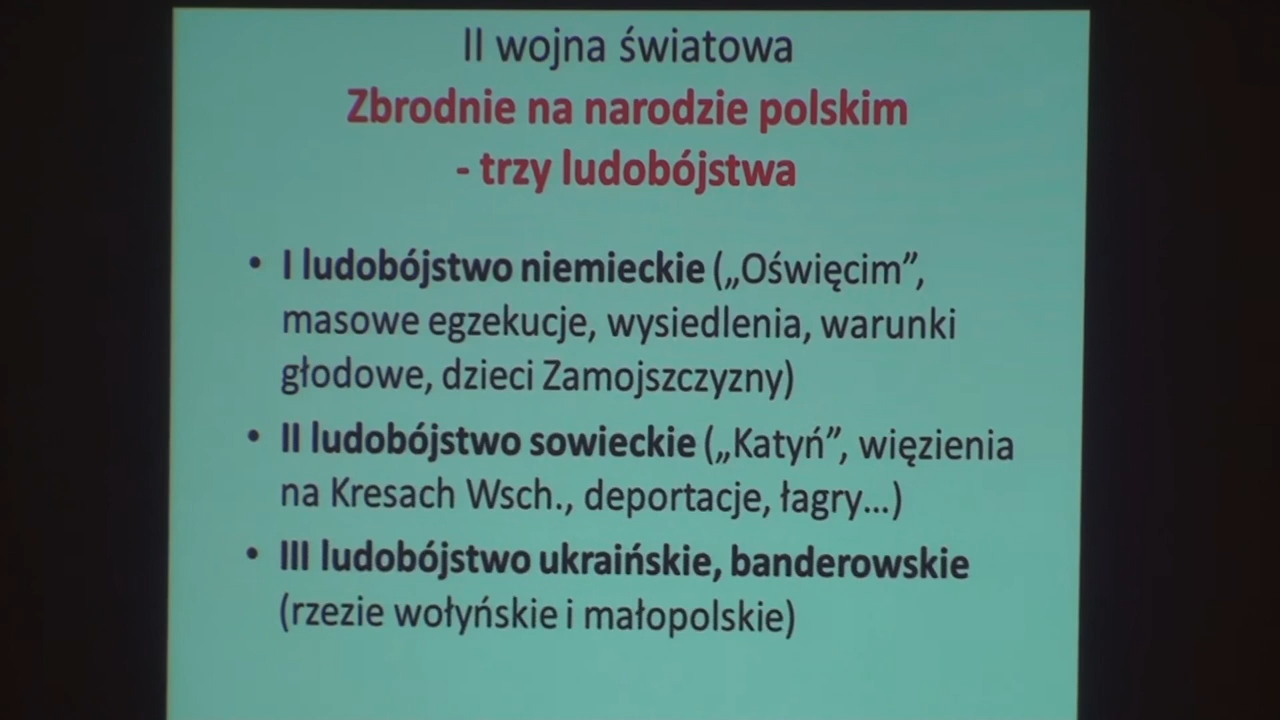 II wojna światowa
Zbrodnie na narodzie polskim
- trzy ludobójstwa
• I ludobójstwo niemieckie („Oświęcim”,
masowe egzekucje, wysiedlenia, warunki
głodowe, dzieci Zamojszczyzny)
• II ludobójstwo sowieckie („Katyń”, więzienia
na Kresach Wsch., deportacje, łagry...)
• III ludobójstwo ukraińskie, banderowskie
(rzezie wołyńskie i małopolskie)